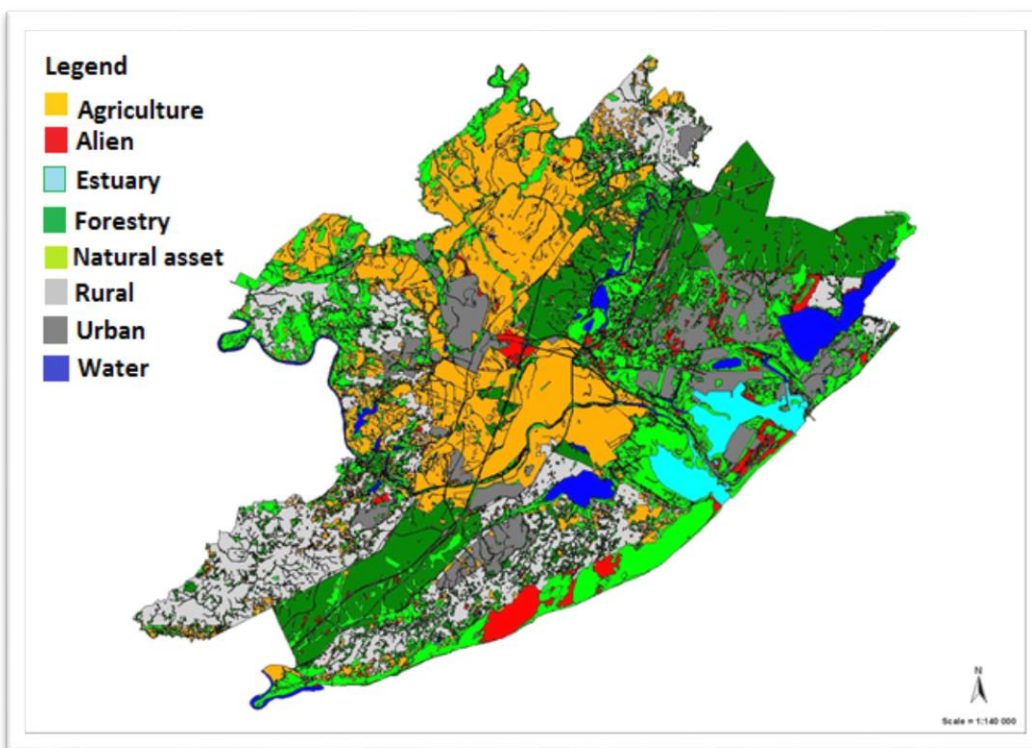 Legend
Agriculture
Alien
Estuary
Forestry
Natural asset
Rural
Urban
Water
N
Scale = 1:140 000